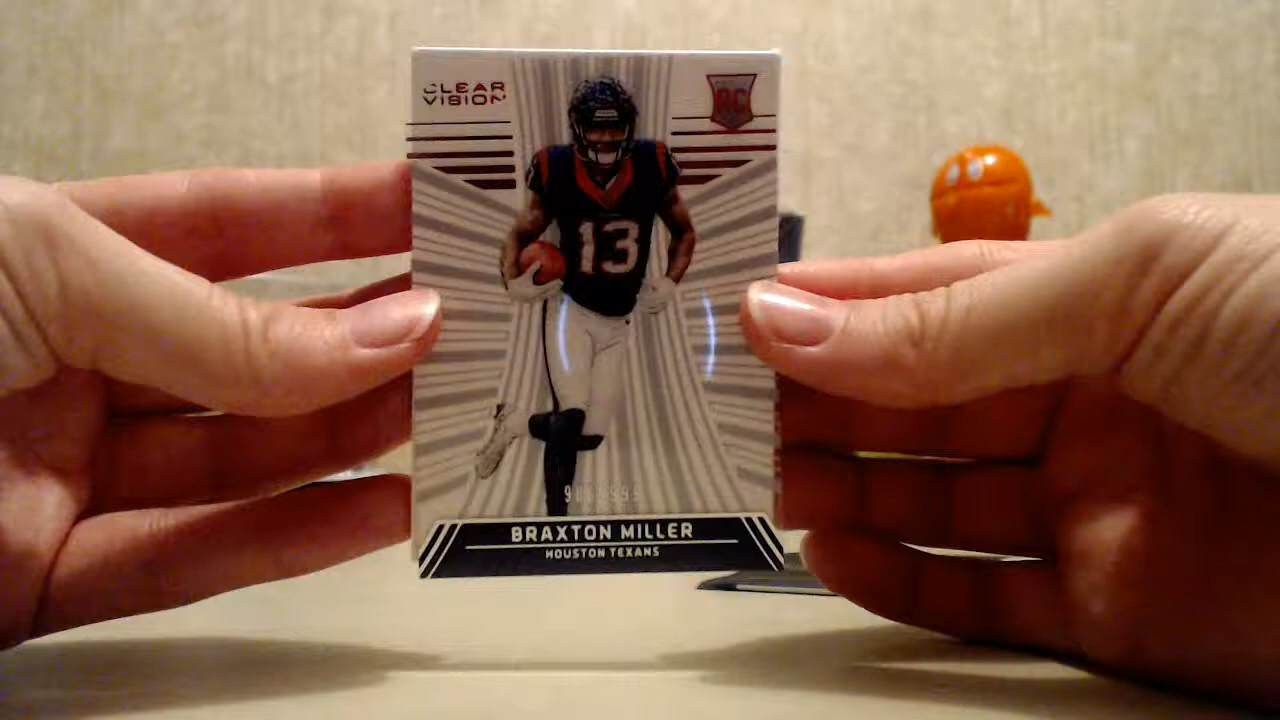 CLEAR
VISION
RC
13
BRAXTON MILLER
HOUSTON TEXANS